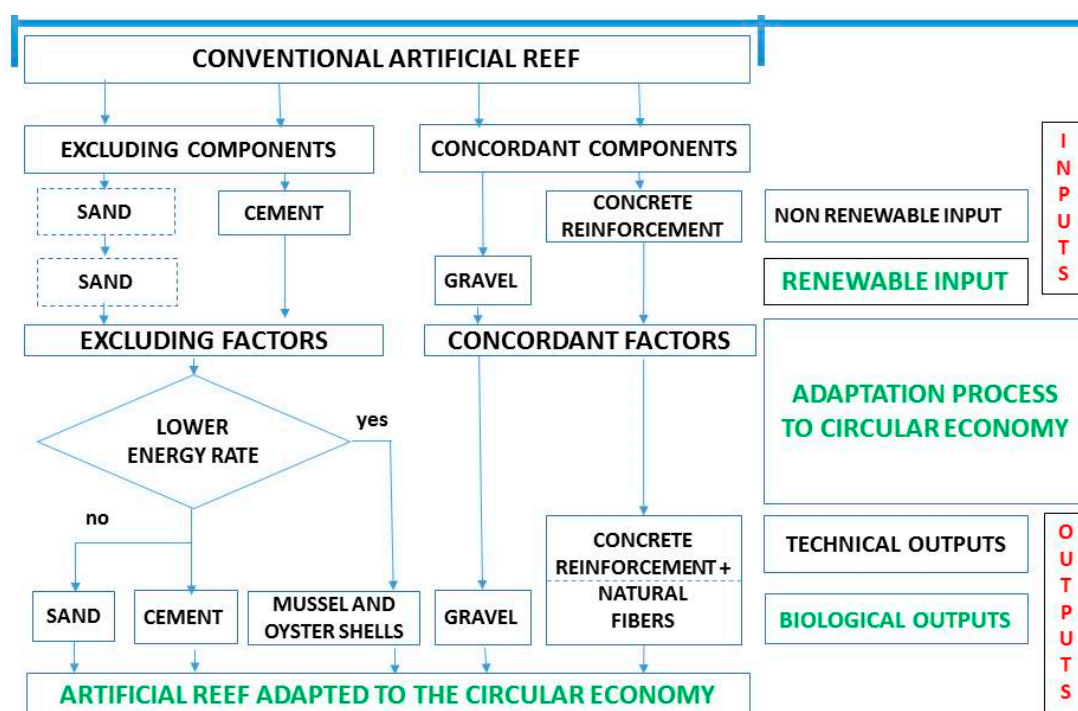 CONVENTIONAL ARTIFICIAL REEF
EXCLUDING COMPONENTS
CONCORDANT COMPONENTS
SAND
CEMENT
CONCRETE
REINFORCEMENT
NON RENEWABLE INPUT
INPUTS
SAND
GRAVEL
RENEWABLE INPUT
EXCLUDING FACTORS
CONCORDANT FACTORS
ADAPTATION PROCESS
TO CIRCULAR ECONOMY
LOWER
ENERGY RATE
yes
no
CONCRETE
REINFORCEMENT +
NATURAL
FIBERS
TECHNICAL OUTPUTS
OUTPUTS
SAND
CEMENT
MUSSEL AND
OYSTER SHELLS
GRAVEL
BIOLOGICAL OUTPUTS
ARTIFICIAL REEF ADAPTED TO THE CIRCULAR ECONOMY